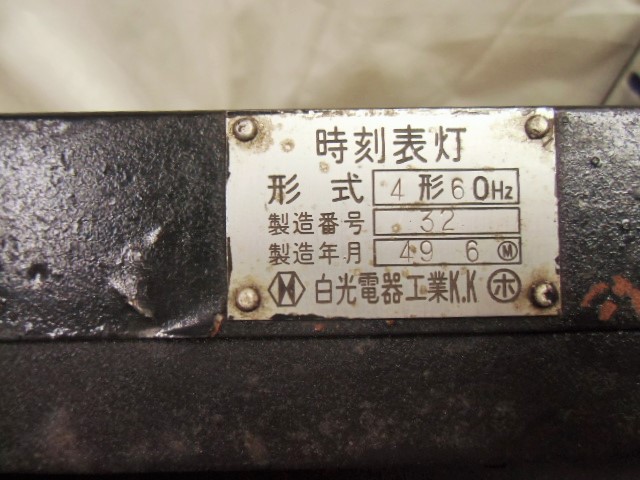 時刻表灯
形式 4形60Hz
製造番号 32
製造年月 49 6 Ⓜ
H 白光電器工業K.K ㋭